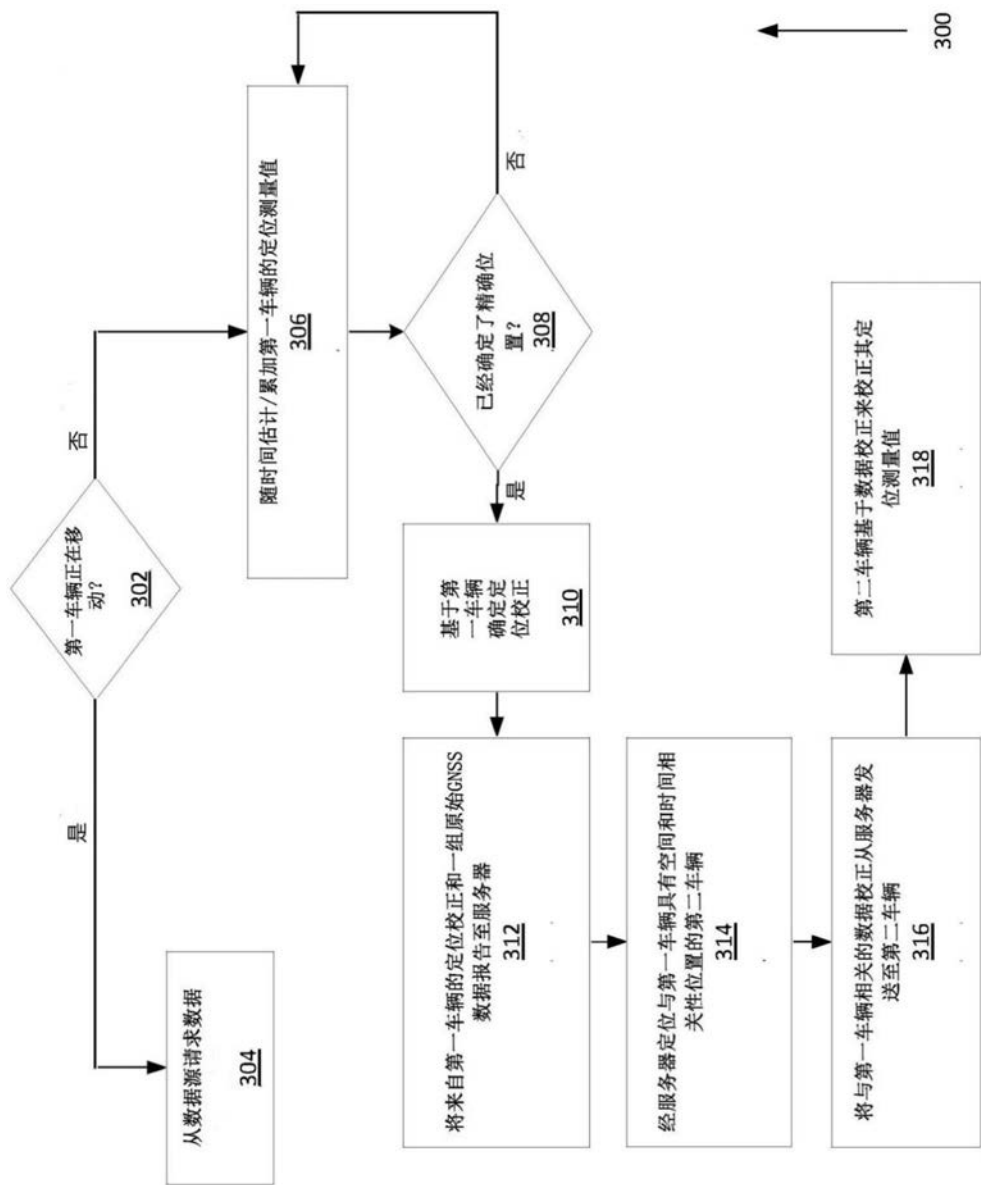 第一车辆正在移
动？
302
是
否
从数据源请求数据
304
随时间估计/累加第一车辆的定位测量值
306
已经确定了精确位
置？
308
否
是
基于第
一车辆
确定定
位校正
310
将来自第一车辆的定位校正和一组原始GNSS
数据报告至服务器
312
经服务器定位与第一车辆具有空间和时间相
关性位置的第二车辆
314
将与第一车辆相关的数据校正从服务器发
送至第二车辆
316
第二车辆基于数据校正来校正其定
位测量值
318
300